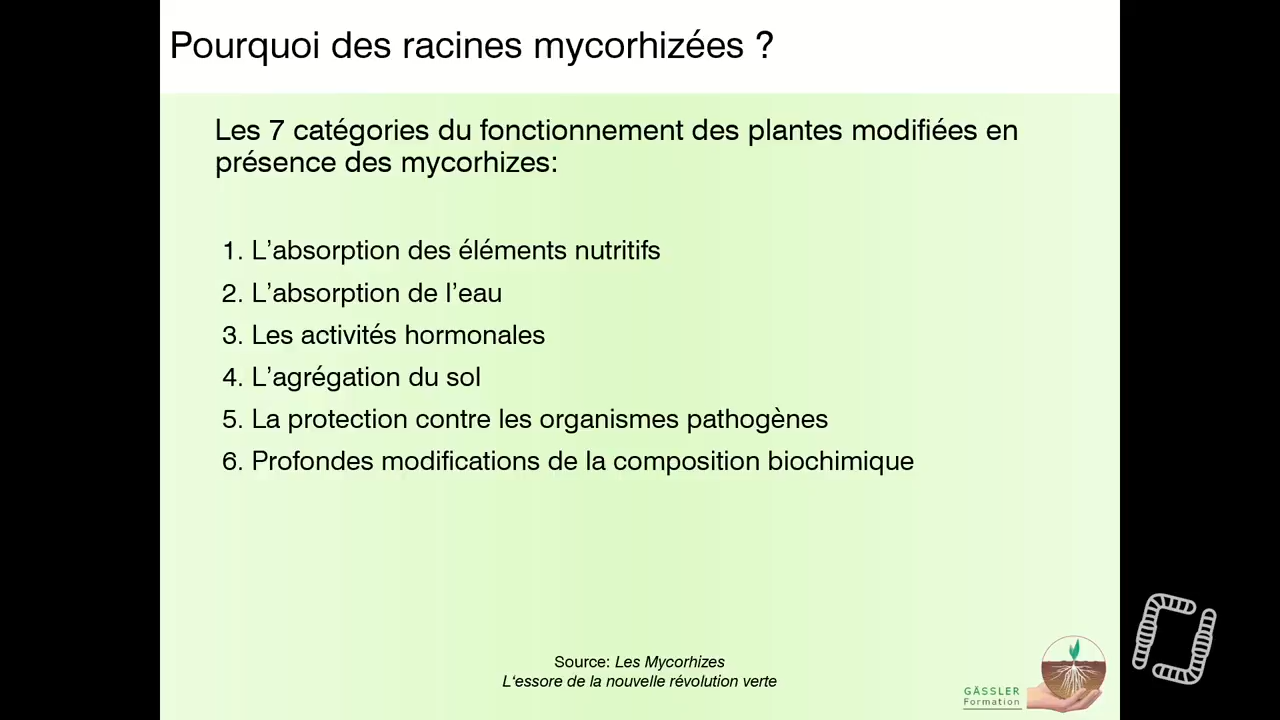 Pourquoi des racines mycorhizées ?
Les 7 catégories du fonctionnement des plantes modifiées en
présence des mycorhizes:
1. L’absorption des éléments nutritifs
2. L’absorption de l’eau
3. Les activités hormonales
4. L’agrégation du sol
5. La protection contre les organismes pathogènes
6. Profondes modifications de la composition biochimique
Source: Les Mycorhizes
L‘essore de la nouvelle révolution verte
GÄSSLER
Formation